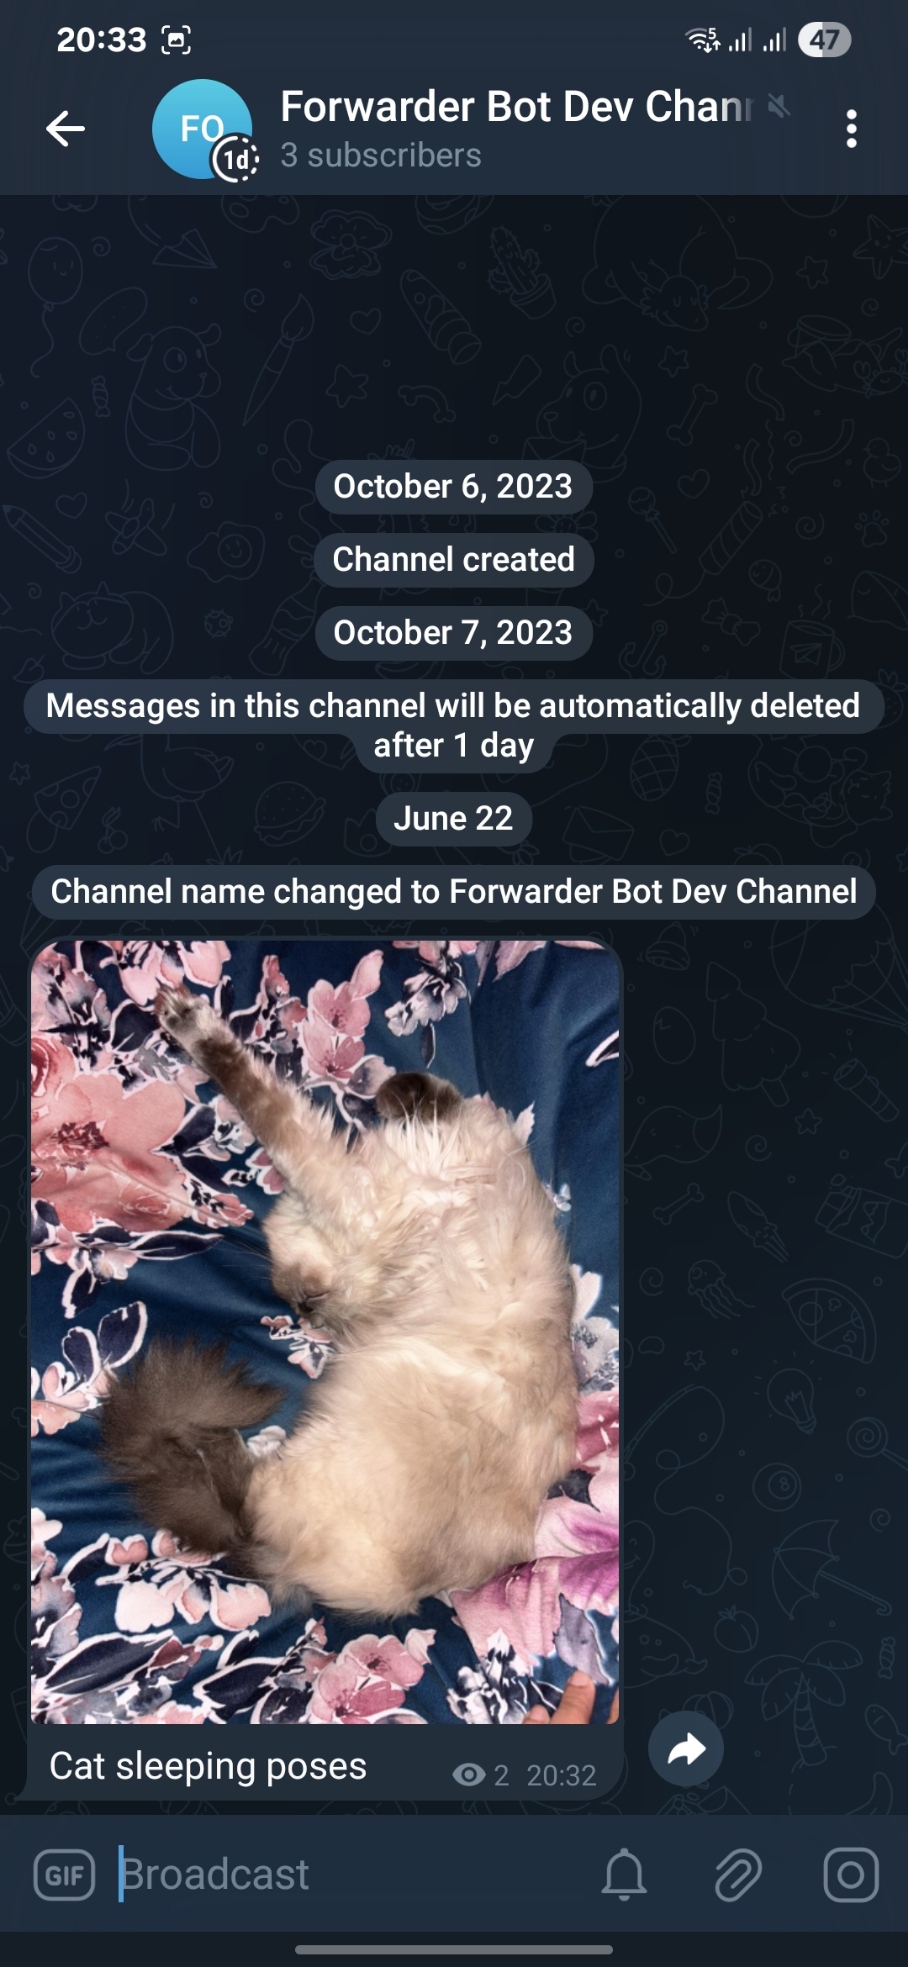 20:33
5
47
FO
1d
Forwarder Bot Dev Chan
3 subscribers
October 6, 2023
Channel created
October 7, 2023
Messages in this channel will be automatically deleted
after 1 day
June 22
Channel name changed to Forwarder Bot Dev Channel
Cat sleeping poses
2 20:32
GIF
Broadcast